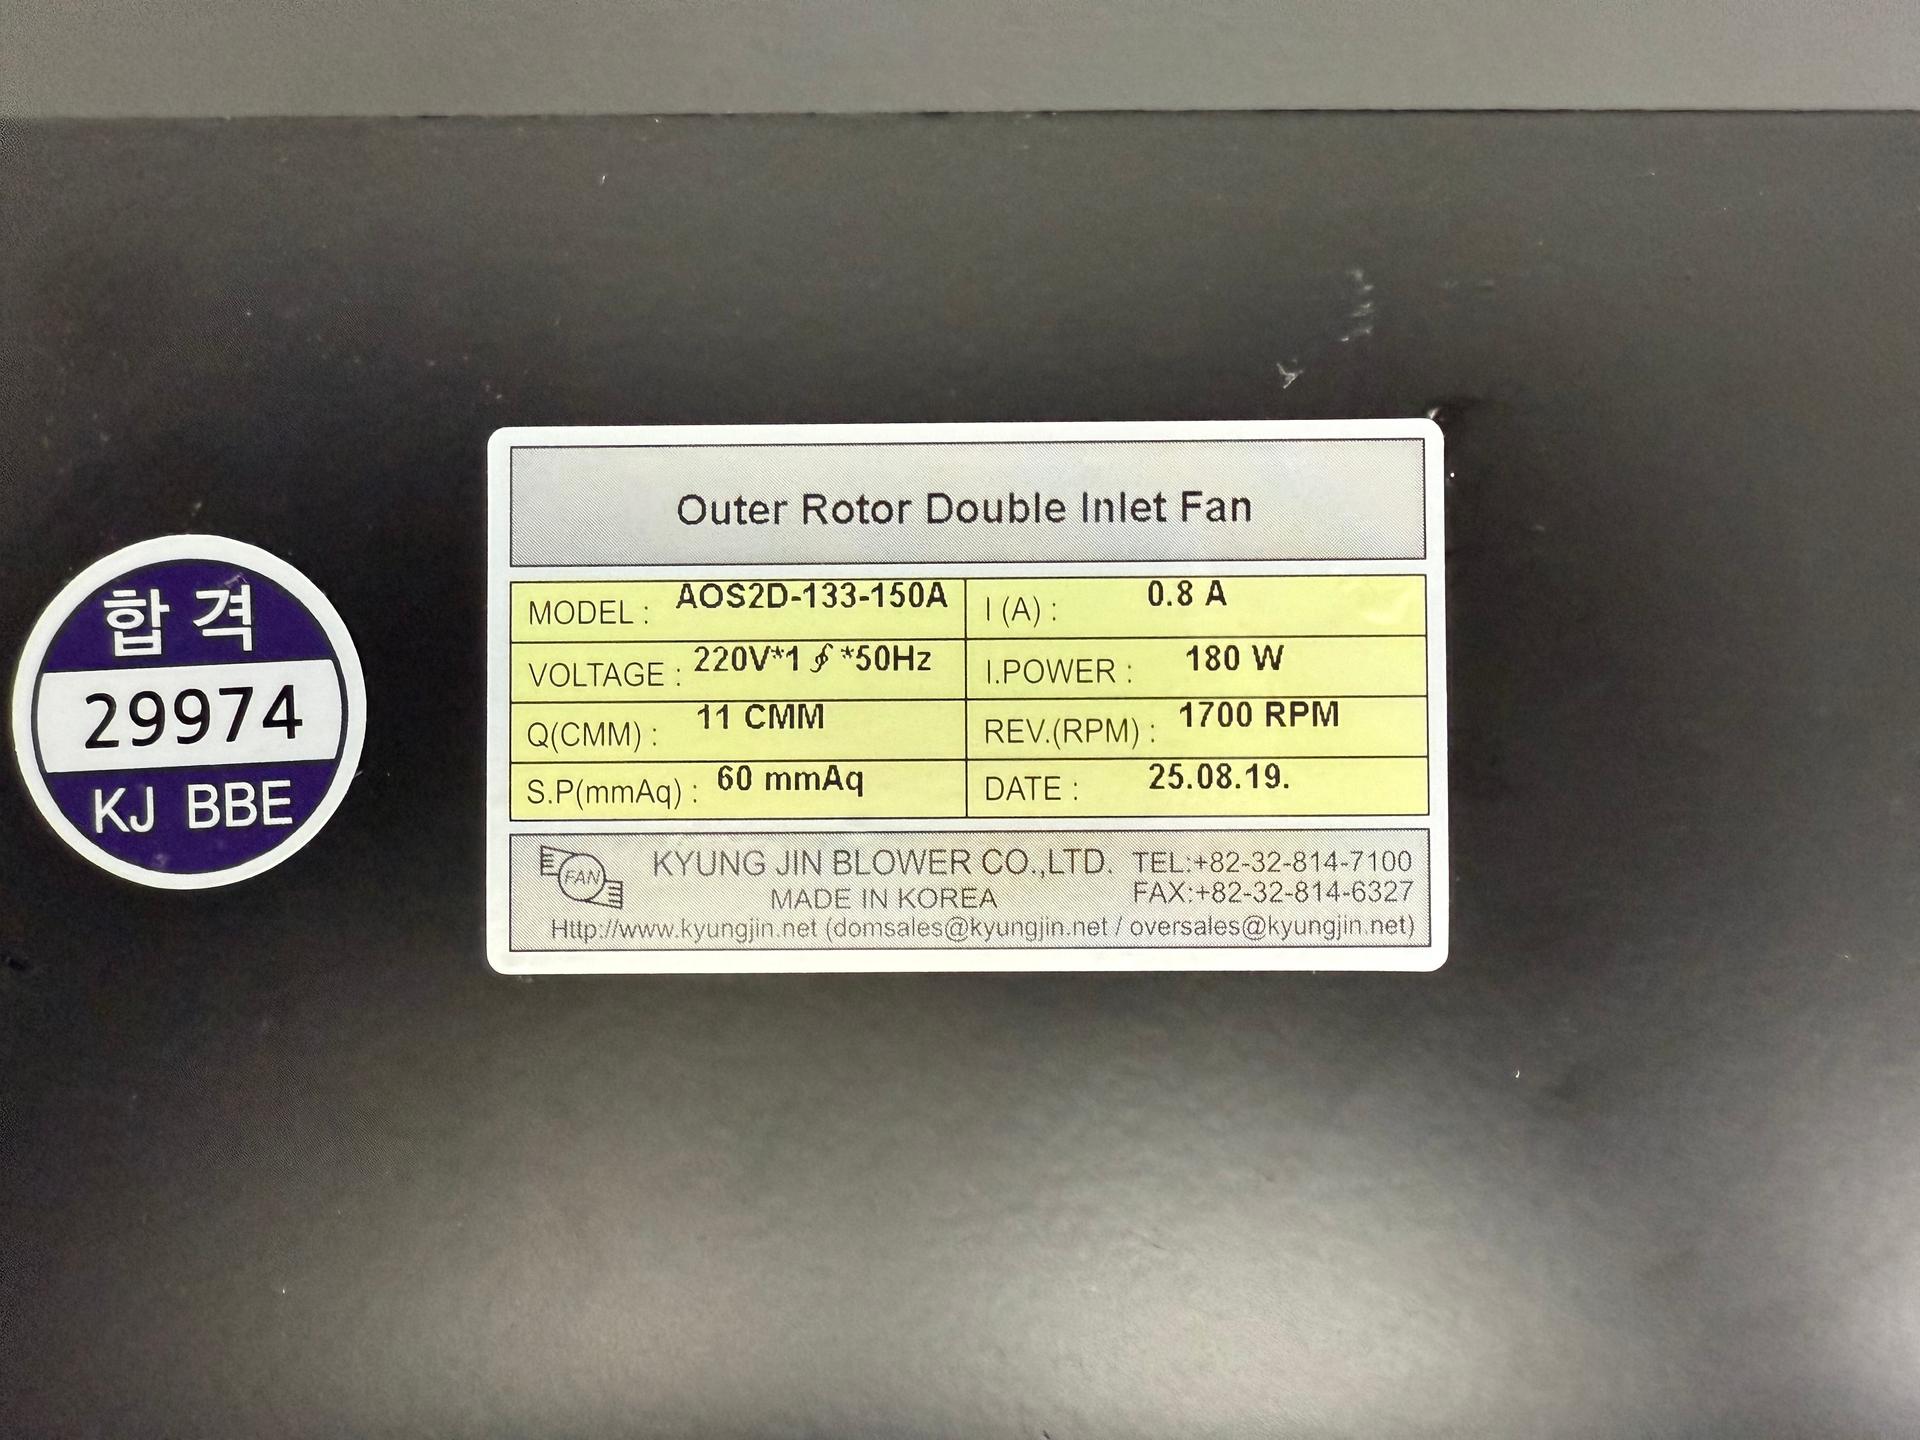 합격
29974
KJ BBE
Outer Rotor Double Inlet Fan
MODEL : AOS2D-133-150A
I (A) : 0.8 A
VOLTAGE : 220V*1 ∮ *50Hz
I.POWER : 180 W
Q(CMM) : 11 CMM
REV.(RPM) : 1700 RPM
S.P(mmAq) : 60 mmAq
DATE : 25.08.19.
FAN
KYUNG JIN BLOWER CO.,LTD.
MADE IN KOREA
TEL:+82-32-814-7100
FAX:+82-32-814-6327
Http://www.kyungjin.net (domsales@kyungjin.net / oversales@kyungjin.net)